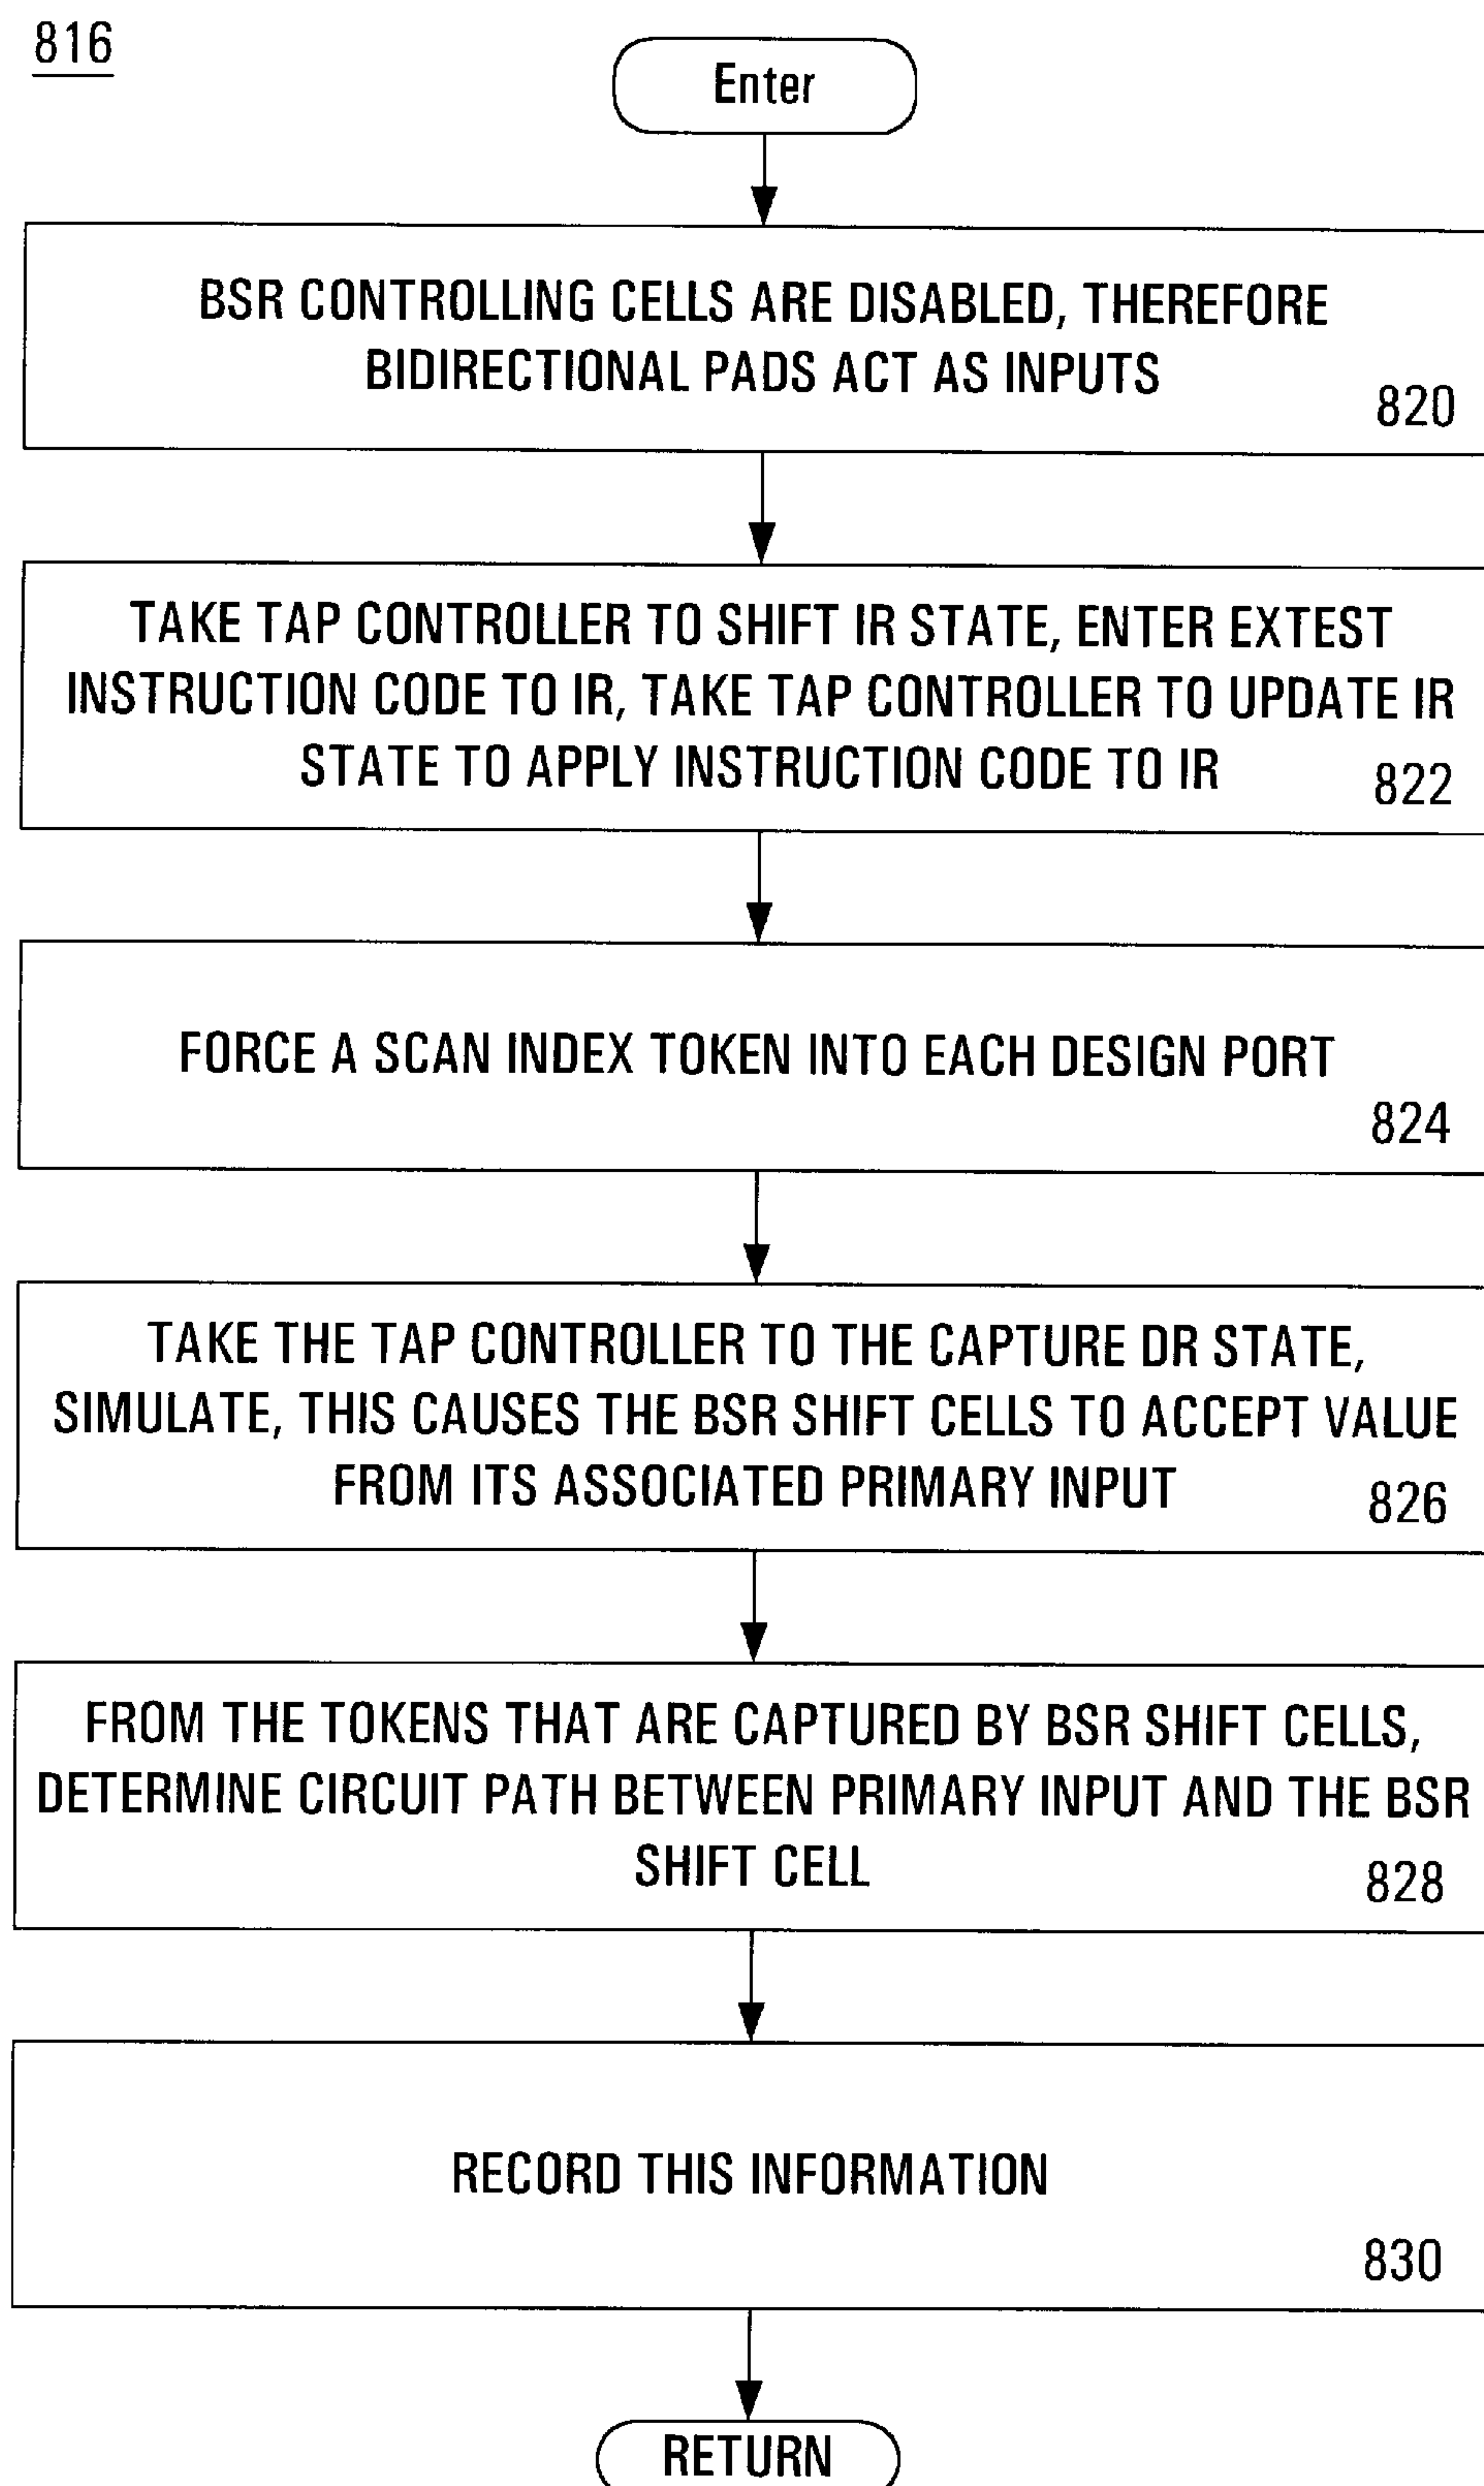 816
Enter
BSR CONTROLLING CELLS ARE DISABLED, THEREFORE
BIDIRECTIONAL PADS ACT AS INPUTS
820
TAKE TAP CONTROLLER TO SHIFT IR STATE, ENTER EXTEST
INSTRUCTION CODE TO IR, TAKE TAP CONTROLLER TO UPDATE IR
STATE TO APPLY INSTRUCTION CODE TO IR
822
FORCE A SCAN INDEX TOKEN INTO EACH DESIGN PORT
824
TAKE THE TAP CONTROLLER TO THE CAPTURE DR STATE,
SIMULATE, THIS CAUSES THE BSR SHIFT CELLS TO ACCEPT VALUE
FROM ITS ASSOCIATED PRIMARY INPUT
826
FROM THE TOKENS THAT ARE CAPTURED BY BSR SHIFT CELLS,
DETERMINE CIRCUIT PATH BETWEEN PRIMARY INPUT AND THE BSR
SHIFT CELL
828
RECORD THIS INFORMATION
830
RETURN